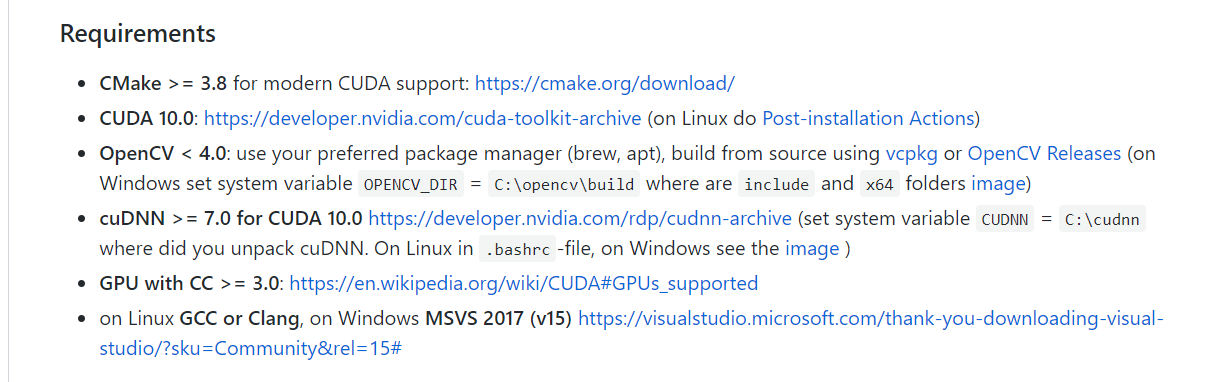 Requirements
• CMake >= 3.8 for modern CUDA support: https://cmake.org/download/
• CUDA 10.0: https://developer.nvidia.com/cuda-toolkit-archive (on Linux do Post-installation Actions)
• OpenCV < 4.0: use your preferred package manager (brew, apt), build from source using vcpkg or OpenCV Releases (on
Windows set system variable OPENCV_DIR = C:\opencv\build where are include and x64 folders image)
• cuDNN >= 7.0 for CUDA 10.0 https://developer.nvidia.com/rdp/cudnn-archive (set system variable CUDNN = C:\cudnn
where did you unpack cuDNN. On Linux in .bashrc -file, on Windows see the image )
• GPU with CC >= 3.0: https://en.wikipedia.org/wiki/CUDA#GPUs_supported
• on Linux GCC or Clang, on Windows MSVS 2017 (v15) https://visualstudio.microsoft.com/thank-you-downloading-visual-
studio/?sku=Community&rel=15#